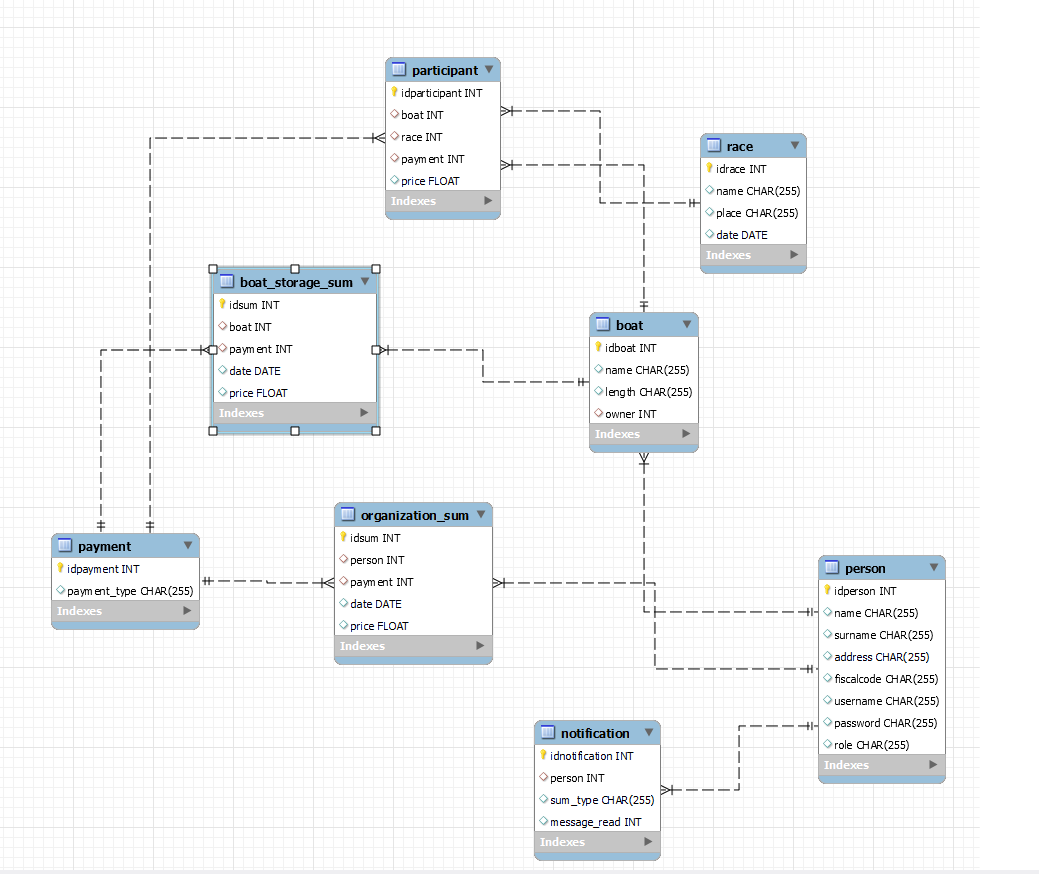 participant
idparticipant INT
boat INT
race INT
payment INT
price FLOAT
Indexes
race
idrace INT
name CHAR(255)
place CHAR(255)
date DATE
Indexes
boat_storage_sum
idsum INT
boat INT
payment INT
date DATE
price FLOAT
Indexes
boat
idboat INT
name CHAR(255)
length CHAR(255)
owner INT
Indexes
payment
idpayment INT
payment_type CHAR(255)
Indexes
organization_sum
idsum INT
person INT
payment INT
date DATE
price FLOAT
Indexes
person
idperson INT
name CHAR(255)
surname CHAR(255)
address CHAR(255)
fiscalcode CHAR(255)
username CHAR(255)
password CHAR(255)
role CHAR(255)
Indexes
notification
idnotification INT
person INT
sum_type CHAR(255)
message_read INT
Indexes